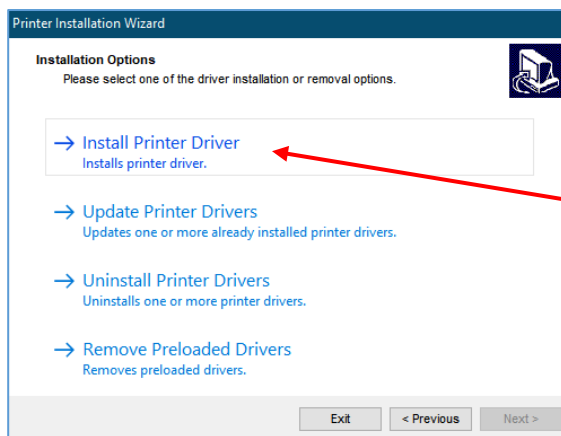 Printer Installation Wizard
Installation Options
Please select one of the driver installation or removal options.
Install Printer Driver
Installs printer driver.
Update Printer Drivers
Updates one or more already installed printer drivers.
Uninstall Printer Drivers
Uninstalls one or more printer drivers.
Remove Preloaded Drivers
Removes preloaded drivers.
Exit < Previous Next >